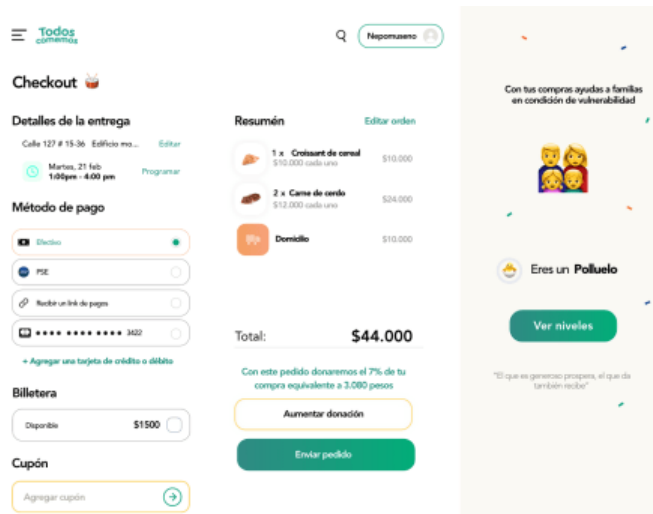 Todos
comemos
Nepomuseno
Checkout
Detalles de la entrega
Calle 127 # 15-36 Edificio mo... Editar
Martes, 21 feb
1:00pm - 4:00 pm
Programar
Método de pago
Efectivo
PSE
Recibir un link de pagos
•••• •••• •••• 3422
+ Agregar una tarjeta de crédito o débito
Billetera
Disponible $1500
Cupón
Agregar cupón
Resumén Editar orden
1 x Croissant de cereal
$10.000 cada uno
$10.000
2 x Carne de cerdo
$12.000 cada uno
$24.000
Domicilio $10.000
Total: $44.000
Con este pedido donaremos el 7% de tu
compra equivalente a 3.080 pesos
Aumentar donación
Enviar pedido
Con tus compras ayudas a familias
en condición de vulnerabilidad
Eres un Polluelo
Ver niveles
"El que es generoso prospera, el que da
también recibe"